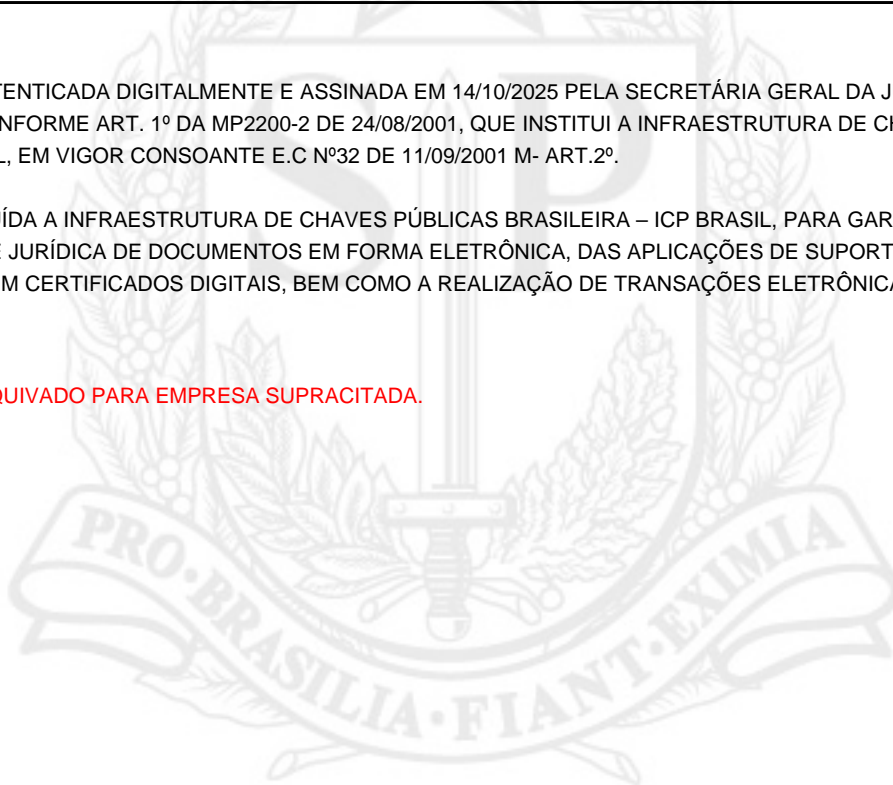 TENTICADA DIGITALMENTE E ASSINADA EM 14/10/2025 PELA SECRETÁRIA GERAL DA J
NFORME ART. 1º DA MP2200-2 DE 24/08/2001, QUE INSTITUI A INFRAESTRUTURA DE CH
L, EM VIGOR CONSOANTE E.C Nº32 DE 11/09/2001 M- ART.2º.
ÍDA A INFRAESTRUTURA DE CHAVES PÚBLICAS BRASILEIRA – ICP BRASIL, PARA GAR
E JURÍDICA DE DOCUMENTOS EM FORMA ELETRÔNICA, DAS APLICAÇÕES DE SUPORT
M CERTIFICADOS DIGITAIS, BEM COMO A REALIZAÇÃO DE TRANSAÇÕES ELETRÔNICA
QUIVADO PARA EMPRESA SUPRACITADA.
SP
PRO·BRASILIA·FIANT·EXIMIA